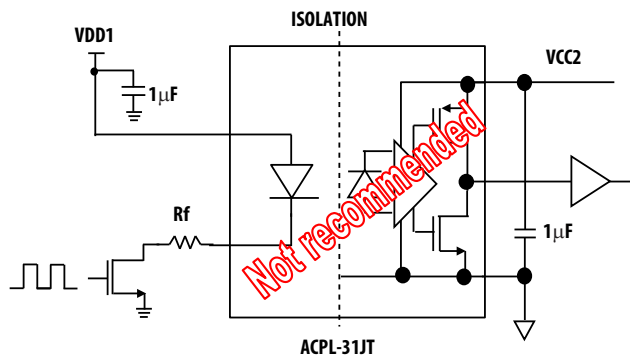 ISOLATION
VDD1
VCC2
1μF
Not recommended
Rf
1μF
ACPL-31JT